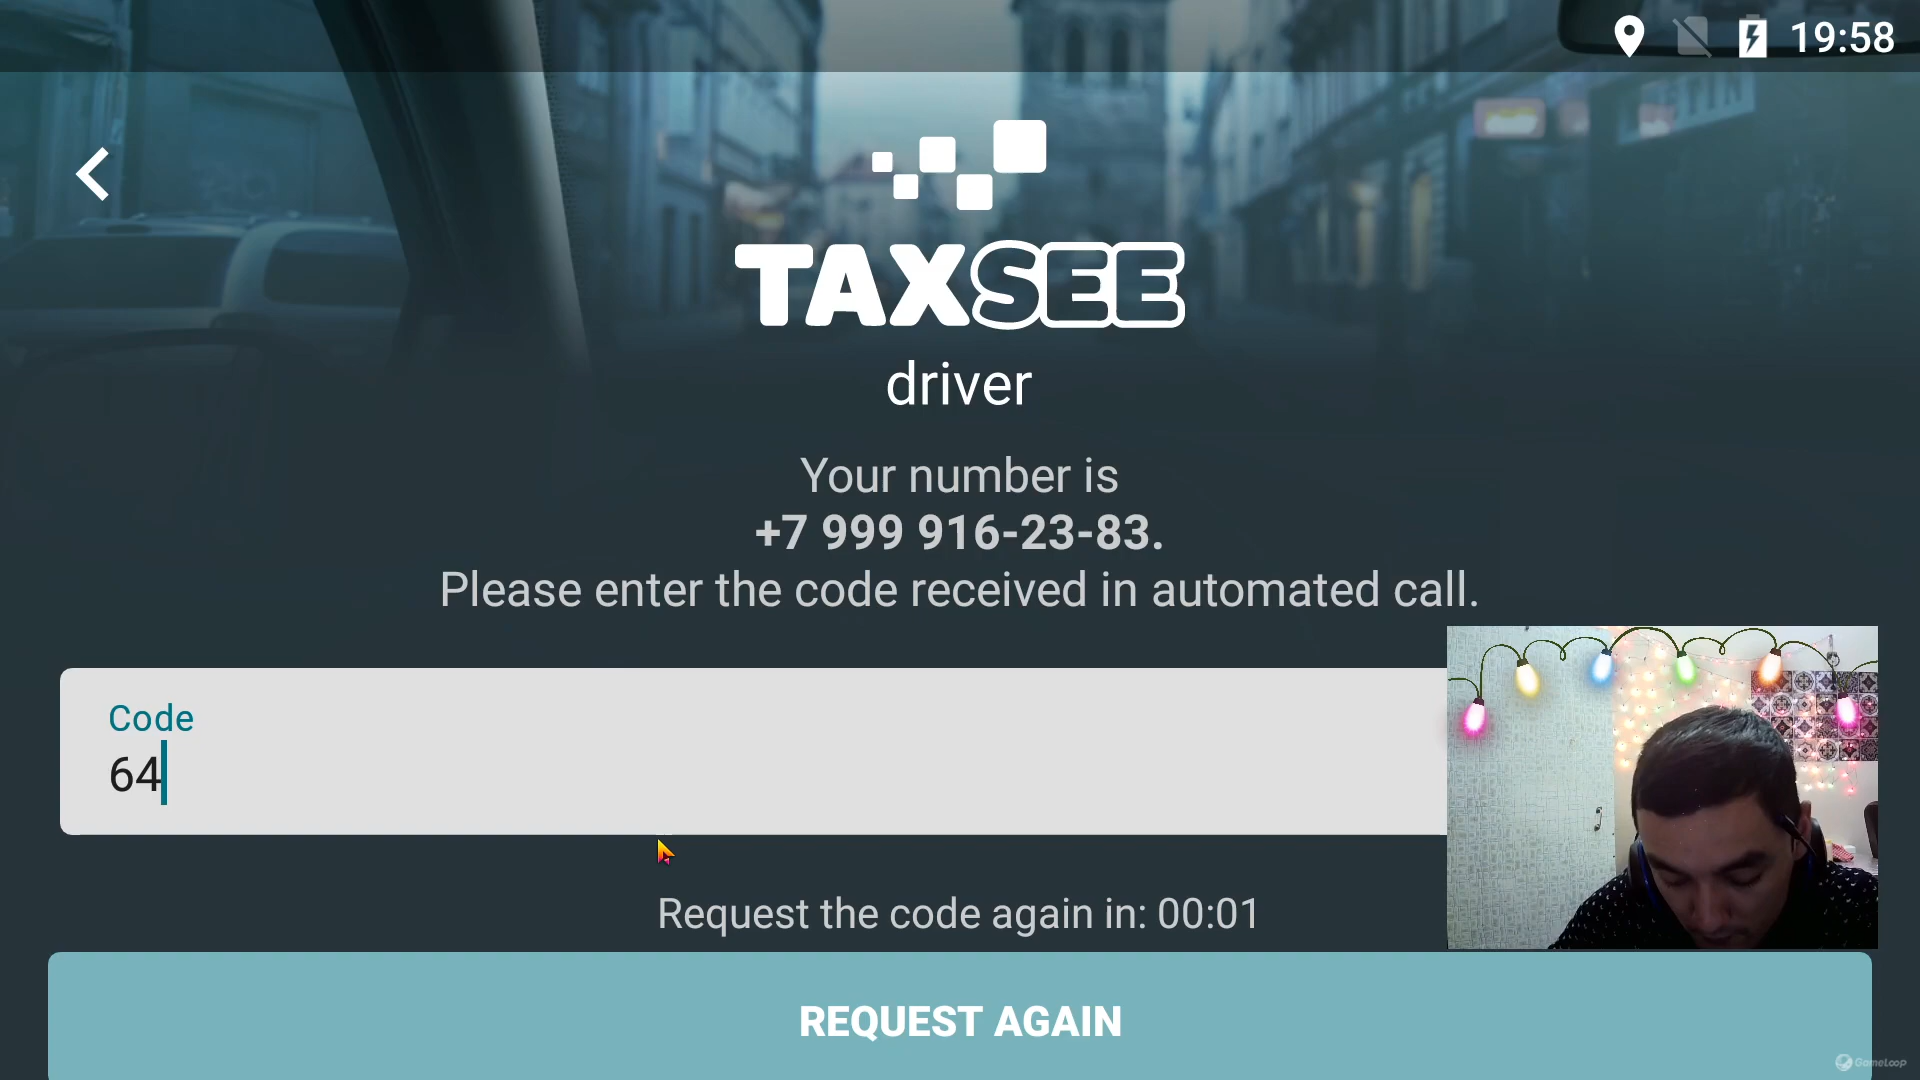 19:58
TAXSEE
driver
Your number is
+7 999 916-23-83.
Please enter the code received in automated call.
Code
64
Request the code again in: 00:01
REQUEST AGAIN
GameLoop